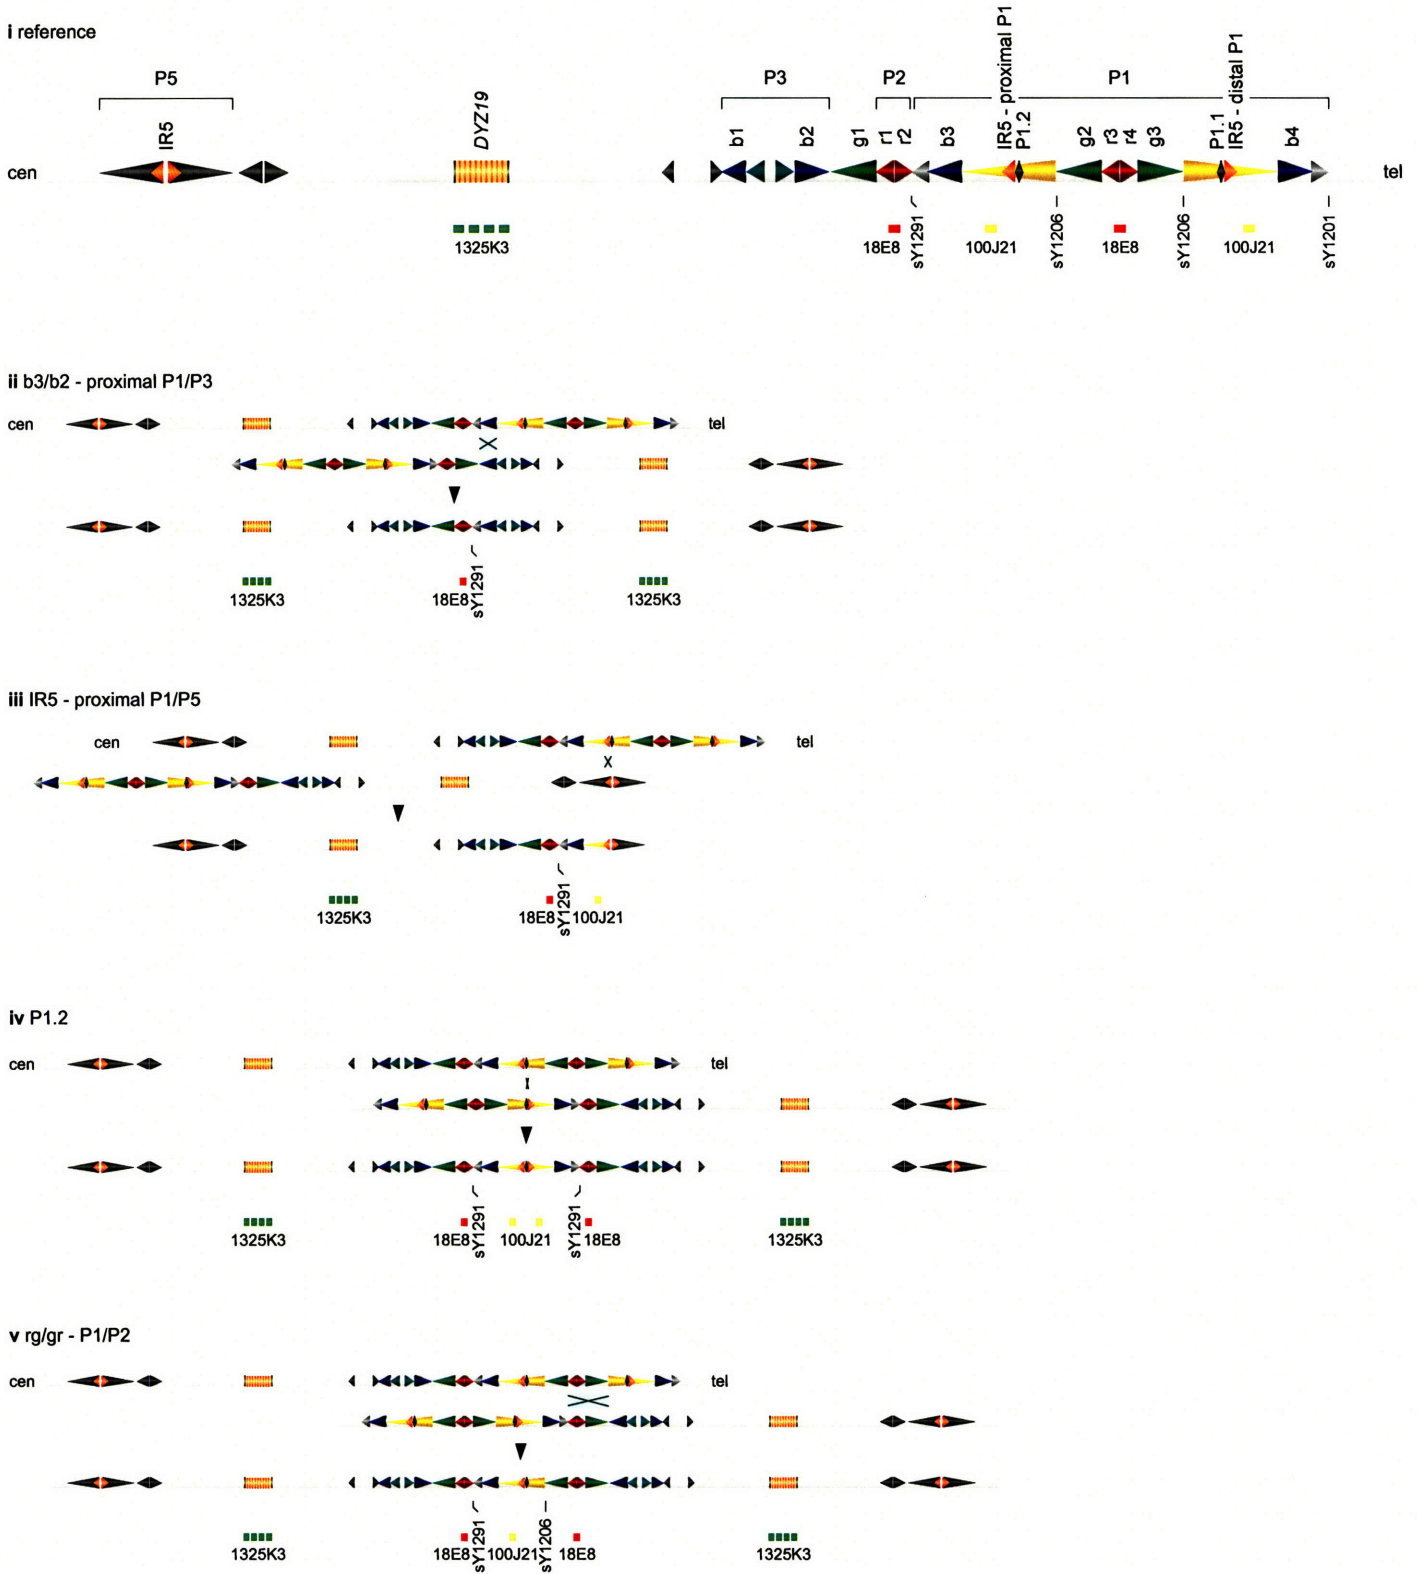 i reference
P5
P3
P2
P1
IR5
DYZ19
b1
b2
g1
r1
r2
b3
IR5 - proximal P1
P1.2
g2
r3
r4
g3
P1.1
IR5 - distal P1
b4
cen
tel
1325K3
18E8
sY1291
100J21
sY1206
18E8
sY1206
100J21
sY1201
ii b3/b2 - proximal P1/P3
cen
tel
1325K3
18E8
sY1291
1325K3
iii IR5 - proximal P1/P5
cen
tel
1325K3
18E8
sY1291
100J21
iv P1.2
cen
tel
1325K3
18E8
sY1291
100J21
sY1291
18E8
1325K3
v rg/gr - P1/P2
cen
tel
1325K3
18E8
sY1291
100J21
sY1206
18E8
1325K3